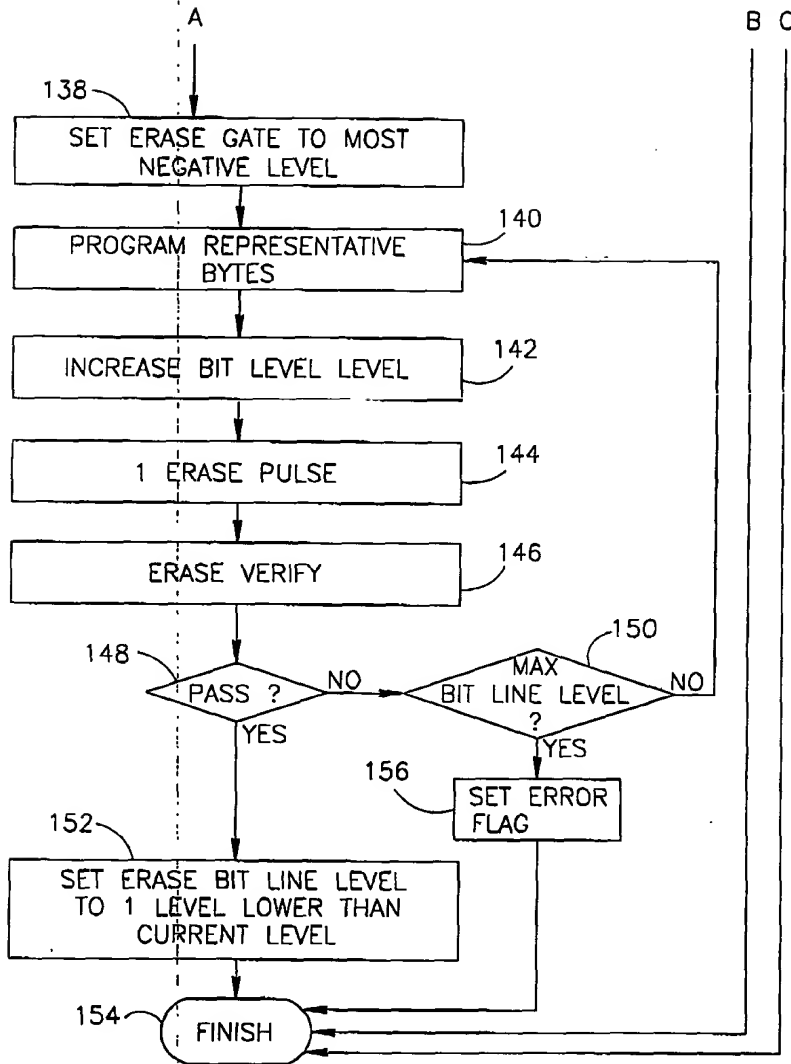 A
B C
138
SET ERASE GATE TO MOST
NEGATIVE LEVEL
140
PROGRAM REPRESENTATIVE
BYTES
142
INCREASE BIT LEVEL LEVEL
144
1 ERASE PULSE
146
ERASE VERIFY
148
PASS ?
NO
YES
150
MAX
BIT LINE LEVEL
?
NO
YES
156
SET ERROR
FLAG
152
SET ERASE BIT LINE LEVEL
TO 1 LEVEL LOWER THAN
CURRENT LEVEL
154
FINISH